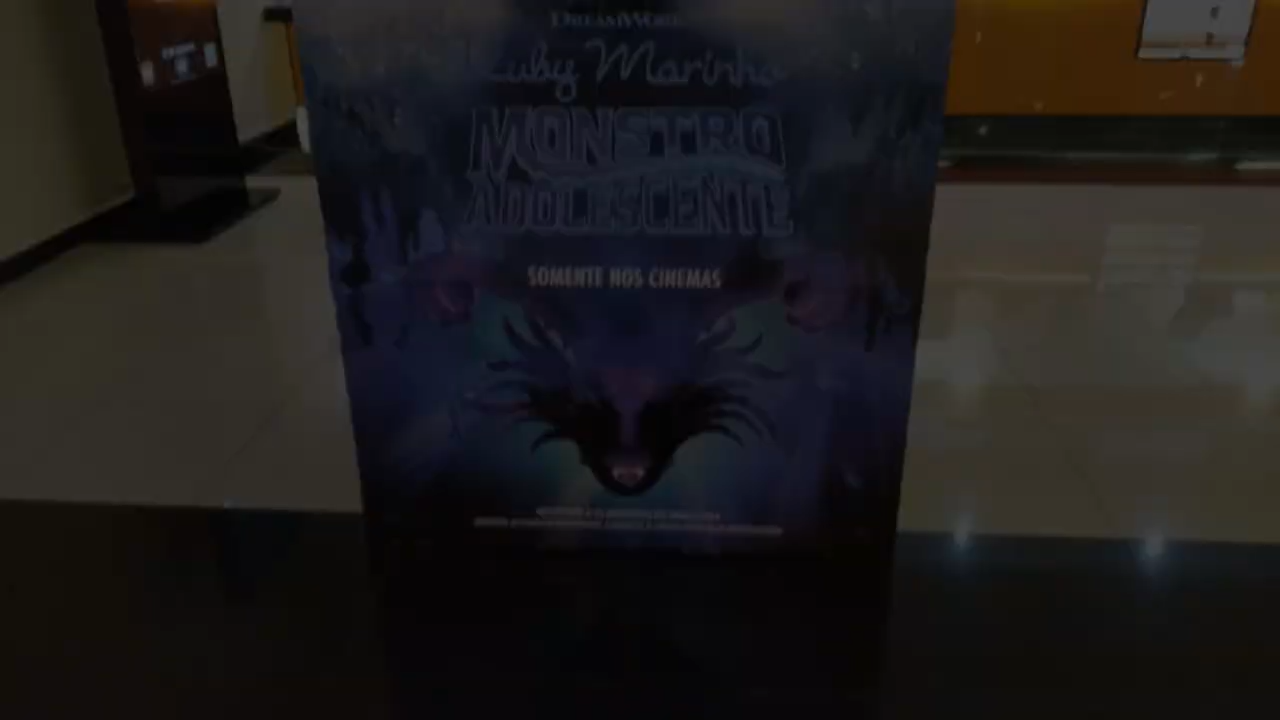 DREAMWORKS
Ruby Marinho
MONSTRO
ADOLESCENTE
SOMENTE NOS CINEMAS